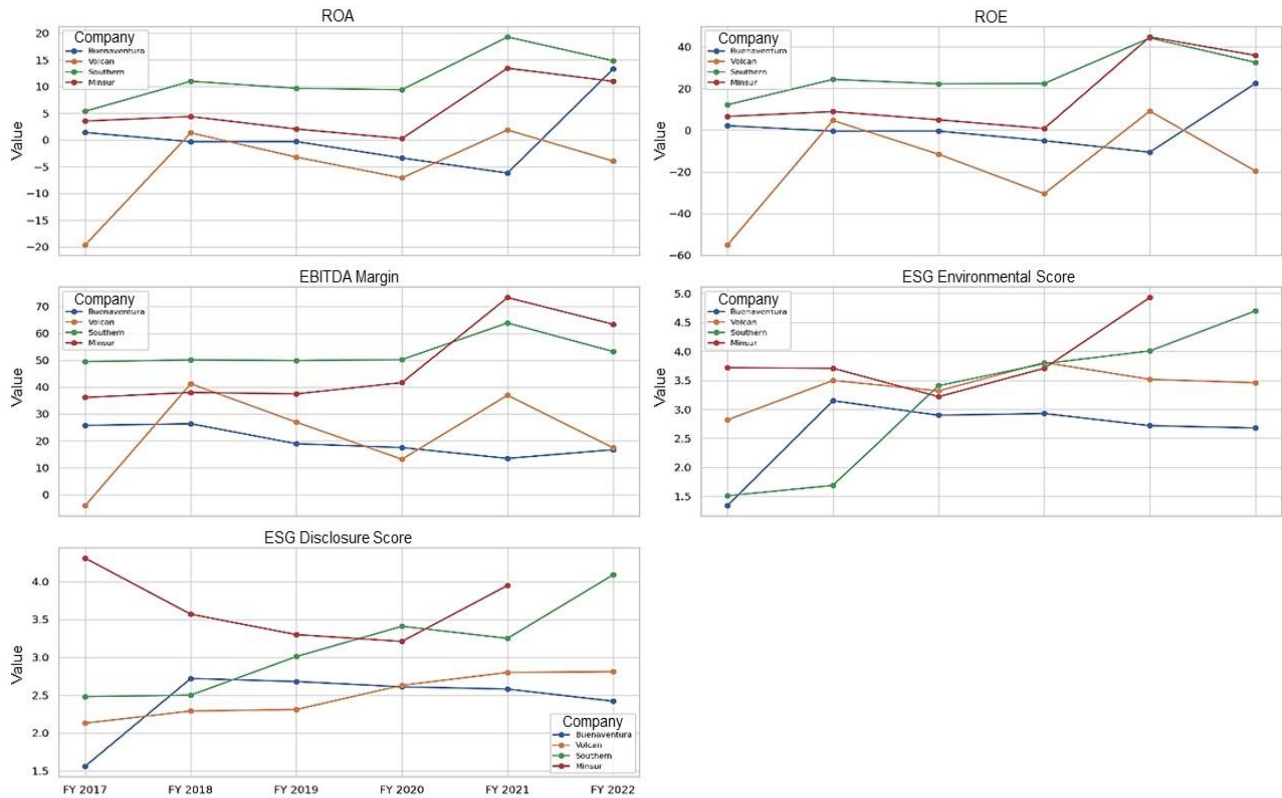 ROA
Value
20
15
10
5
0
−5
−10
−15
−20
Company
Buenaventura
Volcan
Southern
Minsur
ROE
Value
40
20
0
−20
−40
−60
Company
Buenaventura
Volcan
Southern
Minsur
EBITDA Margin
Value
70
60
50
40
30
20
10
0
Company
Buenaventura
Volcan
Southern
Minsur
ESG Environmental Score
Value
5.0
4.5
4.0
3.5
3.0
2.5
2.0
1.5
Company
Buenaventura
Volcan
Southern
Minsur
ESG Disclosure Score
Value
4.0
3.5
3.0
2.5
2.0
1.5
Company
Buenaventura
Volcan
Southern
Minsur
FY 2017 FY 2018 FY 2019 FY 2020 FY 2021 FY 2022